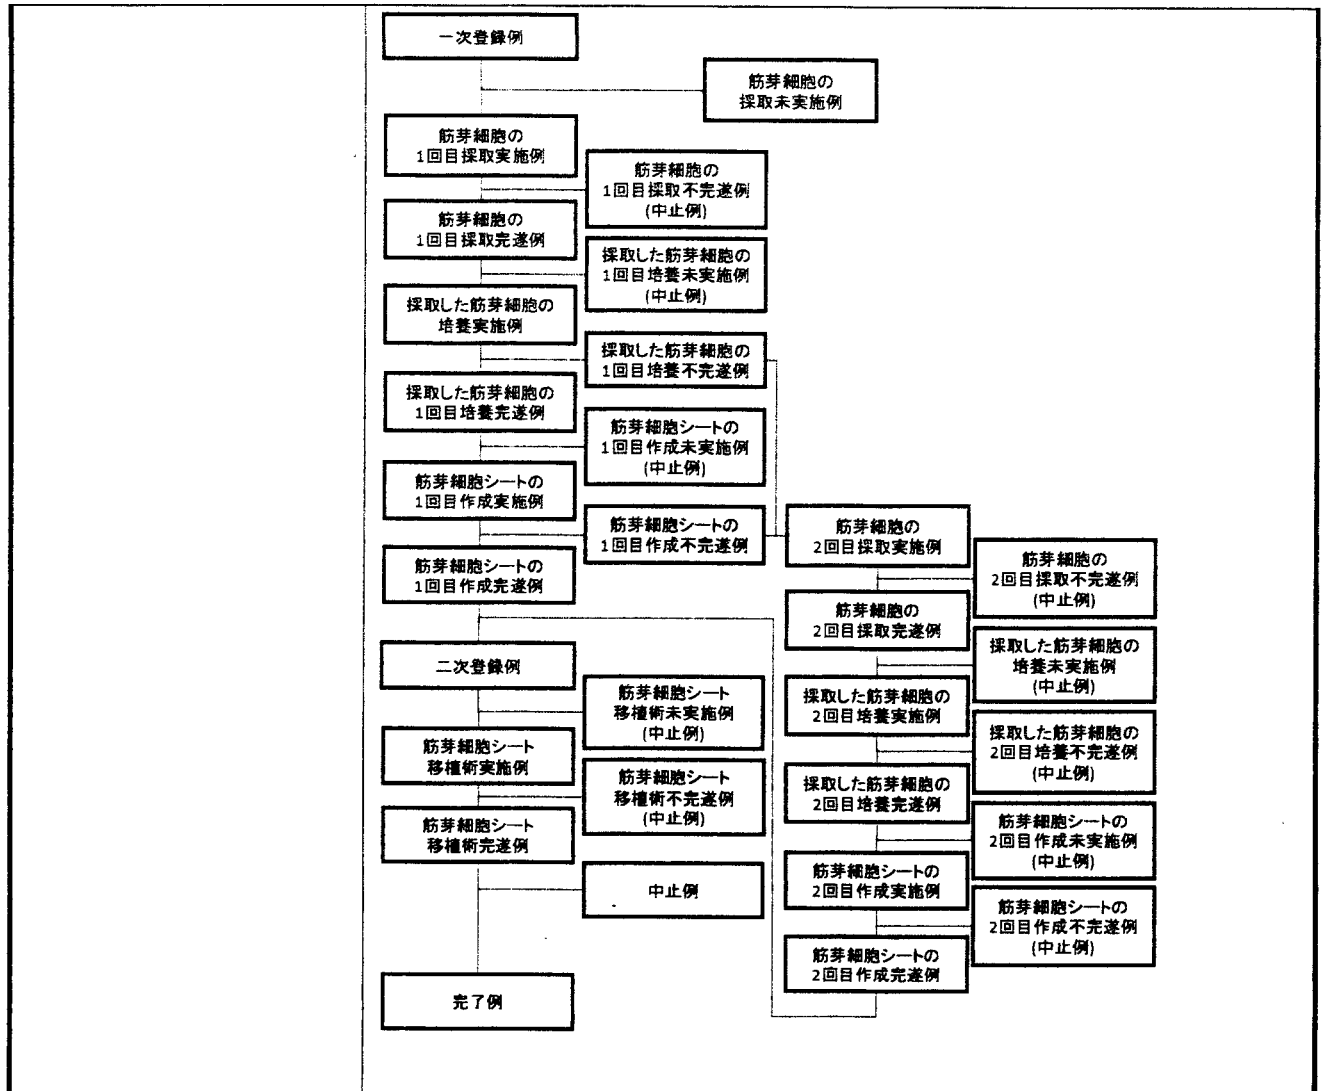 一次登録例
筋芽細胞の
採取未実施例
筋芽細胞の
1回目採取実施例
筋芽細胞の
1回目採取不完遂例
(中止例)
筋芽細胞の
1回目採取完遂例
採取した筋芽細胞の
1回目培養未実施例
(中止例)
採取した筋芽細胞の
培養実施例
採取した筋芽細胞の
1回目培養不完遂例
採取した筋芽細胞の
1回目培養完遂例
筋芽細胞シートの
1回目作成未実施例
(中止例)
筋芽細胞シートの
1回目作成実施例
筋芽細胞シートの
1回目作成不完遂例
筋芽細胞シートの
1回目作成完遂例
二次登録例
筋芽細胞シート
移植術未実施例
(中止例)
筋芽細胞シート
移植術実施例
筋芽細胞シート
移植術不完遂例
(中止例)
筋芽細胞シート
移植術完遂例
中止例
完了例
筋芽細胞の
2回目採取実施例
筋芽細胞の
2回目採取不完遂例
(中止例)
筋芽細胞の
2回目採取完遂例
採取した筋芽細胞の
培養未実施例
(中止例)
採取した筋芽細胞の
2回目培養実施例
採取した筋芽細胞の
2回目培養不完遂例
(中止例)
採取した筋芽細胞の
2回目培養完遂例
筋芽細胞シートの
2回目作成未実施例
(中止例)
筋芽細胞シートの
2回目作成実施例
筋芽細胞シートの
2回目作成不完遂例
(中止例)
筋芽細胞シートの
2回目作成完遂例